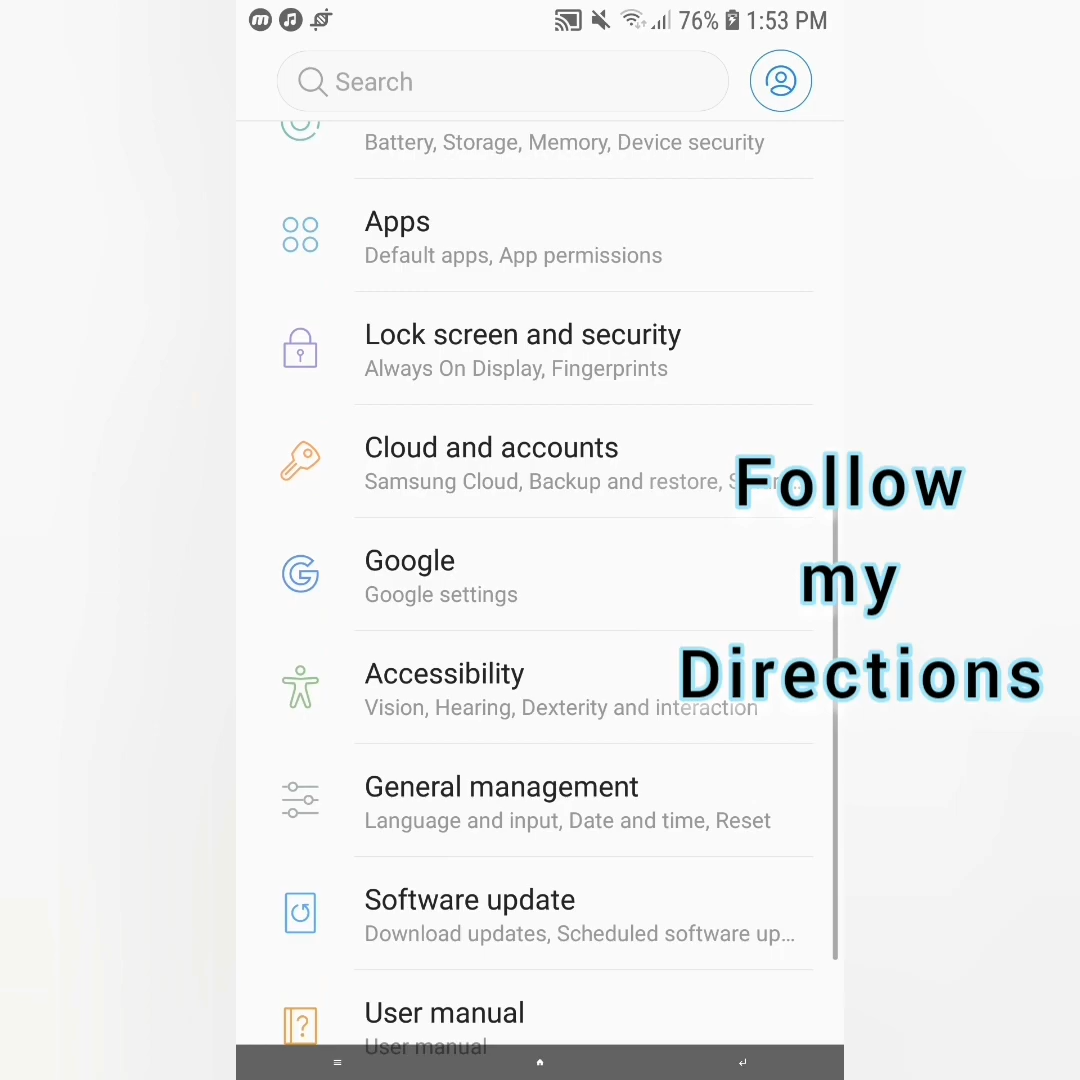 76% 1:53 PM
Search
Battery, Storage, Memory, Device security
Apps
Default apps, App permissions
Lock screen and security
Always On Display, Fingerprints
Cloud and accounts
Samsung Cloud, Backup and restore,
Google
Google settings
Accessibility
Vision, Hearing, Dexterity and interaction
General management
Language and input, Date and time, Reset
Software update
Download updates, Scheduled software up...
User manual
User manual
Follow
my
Directions